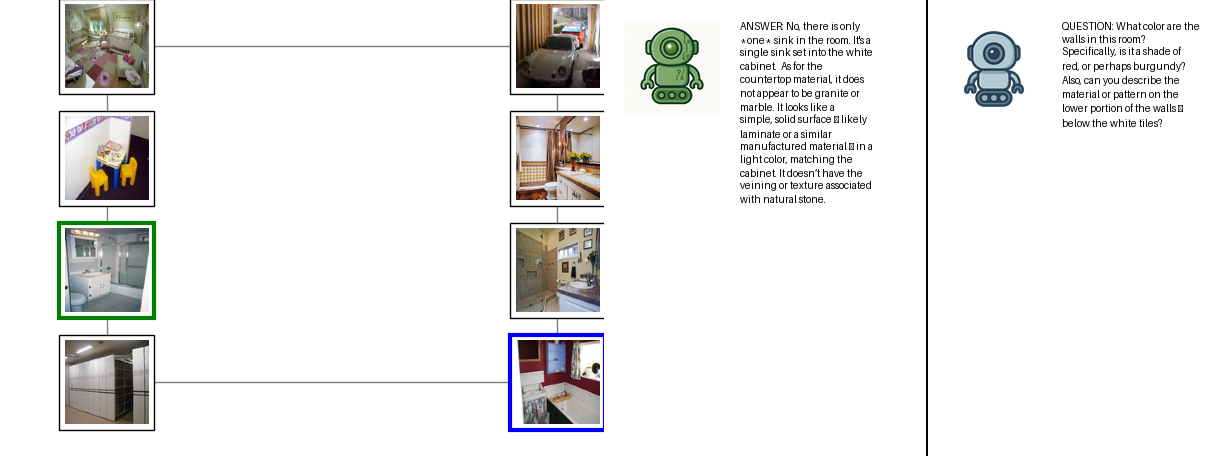 ANSWER: No, there is only
*one* sink in the room. It's a
single sink set into the white
cabinet. As for the
countertop material, it does
not appear to be granite or
marble. It looks like a
simple, solid surface □ likely
laminate or a similar
manufactured material □ in a
light color, matching the
cabinet. It doesn't have the
veining or texture associated
with natural stone.
QUESTION: What color are the
walls in this room?
Specifically, is it a shade of
red, or perhaps burgundy?
Also, can you describe the
material or pattern on the
lower portion of the walls □
below the white tiles?